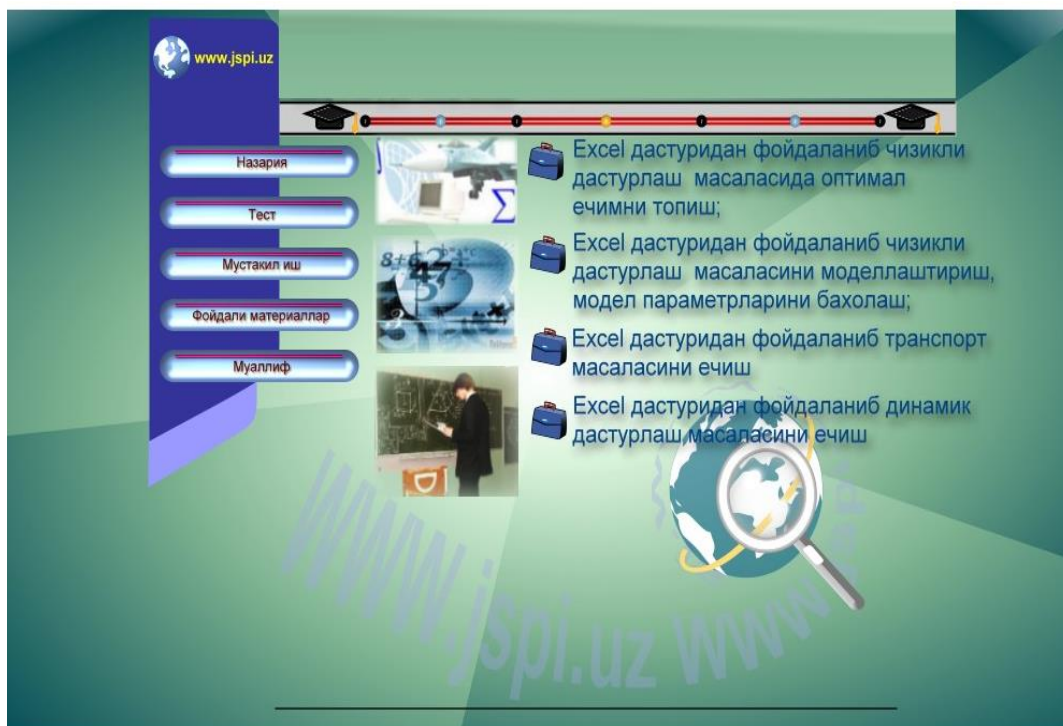 www.jspi.uz
Назария
Тест
Мустакил иш
Фойдали материаллар
Муаллиф
Excel дастуридан фойдаланиб чизикли
дастурлаш масаласида оптимал
ечимни топиш;
Excel дастуридан фойдаланиб чизикли
дастурлаш масаласини моделлаштириш,
модел параметрларини бахолаш;
Excel дастуридан фойдаланиб транспорт
масаласини ечиш
Excel дастуридан фойдаланиб динамик
дастурлаш масаласини ечиш
www.jspi.uz www.jsp